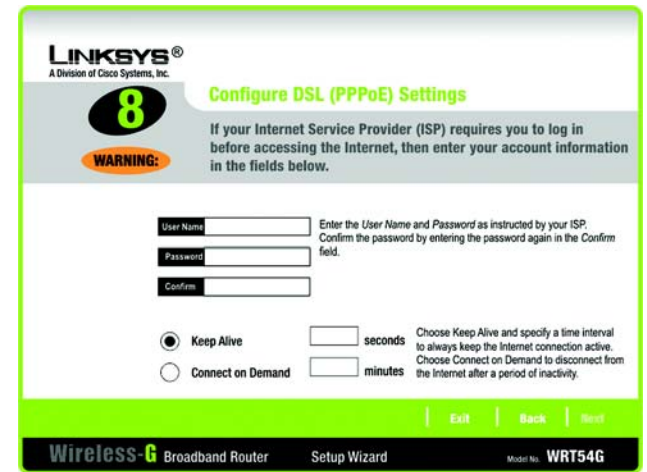 LINKSYS®
A Division of Cisco Systems, Inc.
8
Configure DSL (PPPoE) Settings
WARNING:
If your Internet Service Provider (ISP) requires you to log in
before accessing the Internet, then enter your account information
in the fields below.
User Name
Enter the User Name and Password as instructed by your ISP.
Confirm the password by entering the password again in the Confirm
field.
Password
Confirm
Keep Alive
seconds
Choose Keep Alive and specify a time interval
to always keep the Internet connection active.
Connect on Demand
minutes
Choose Connect on Demand to disconnect from
the Internet after a period of inactivity.
Exit
Back
Next
Wireless-G Broadband Router
Setup Wizard
Model No. WRT54G